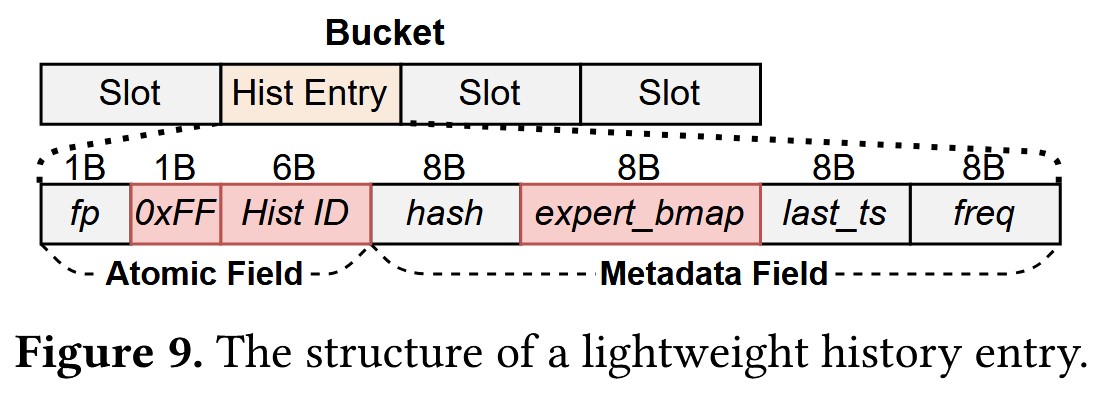 Bucket
Slot Hist Entry Slot Slot
1B 1B 6B 8B 8B 8B 8B
fp 0xFF Hist ID hash expert_bmap last_ts freq
Atomic Field Metadata Field
Figure 9. The structure of a lightweight history entry.